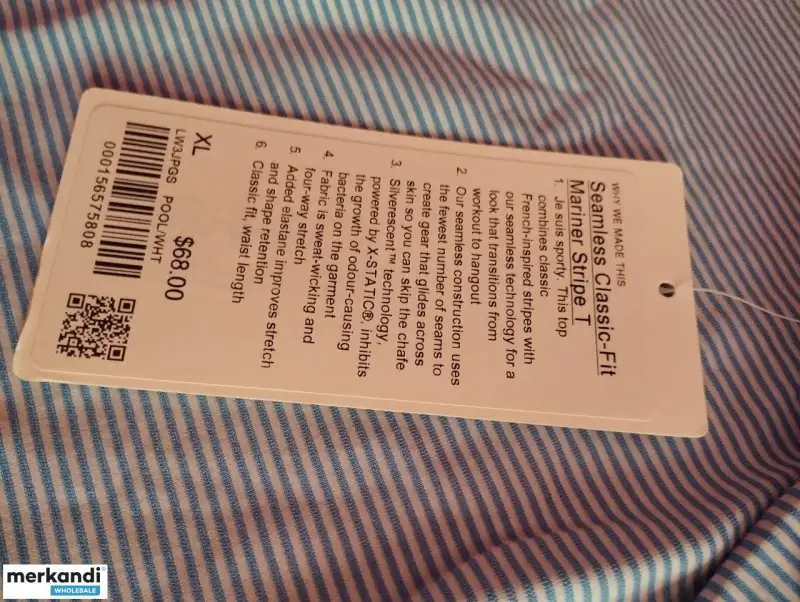 WHY WE MADE THIS
Seamless Classic-Fit
Mariner Stripe T
1. Je suis sporty. This top
combines classic
French-inspired stripes with
our seamless technology for a
look that transitions from
workout to hangout
2. Our seamless construction uses
the fewest number of seams to
create gear that glides across
skin so you can skip the chafe
3. Silverescent™ technology,
powered by X-STATIC®, inhibits
the growth of odour-causing
bacteria on the garment
4. Fabric is sweat-wicking and
four-way stretch
5. Added elastane improves stretch
and shape retention
6. Classic fit, waist length
XL
$68.00
LW3JPGS POOL/WHT
000156575808
merkandi
WHOLESALE